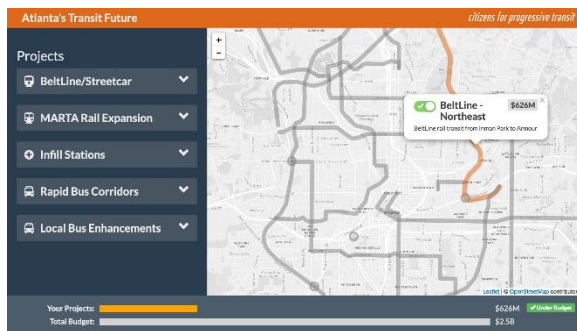 Atlanta's Transit Future
citizens for progressive transit
Projects
BeltLine/Streetcar
MARTA Rail Expansion
Infill Stations
Rapid Bus Corridors
Local Bus Enhancements
+
−
BeltLine - Northeast
$626M
×
BeltLine rail transit from Inman Park to Armour
Leaflet | © OpenStreetMap contributors
Your Projects:
$626M
✓Under Budget
Total Budget:
$2.5B